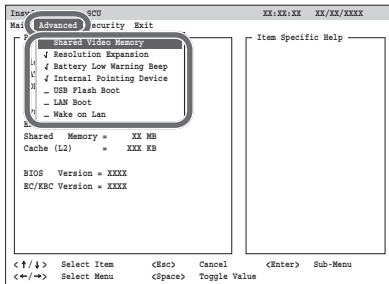 SCU XX:XX:XX XX/XX/XXXX
Advanced Exit
Item Specific Help
Shared Video Memory
√ Resolution Expansion
√ Battery Low Warning Beep
√ Internal Pointing Device
_ USB Flash Boot
_ LAN Boot
_ Wake on Lan
Shared Memory = XX MB
Cache (L2) = XXX KB
BIOS Version = XXXX
EC/KBC Version = XXXX
<↑/↓> Select Item <Esc> Cancel <Enter> Sub-Menu
<←/→> Select Menu <Space> Toggle Value